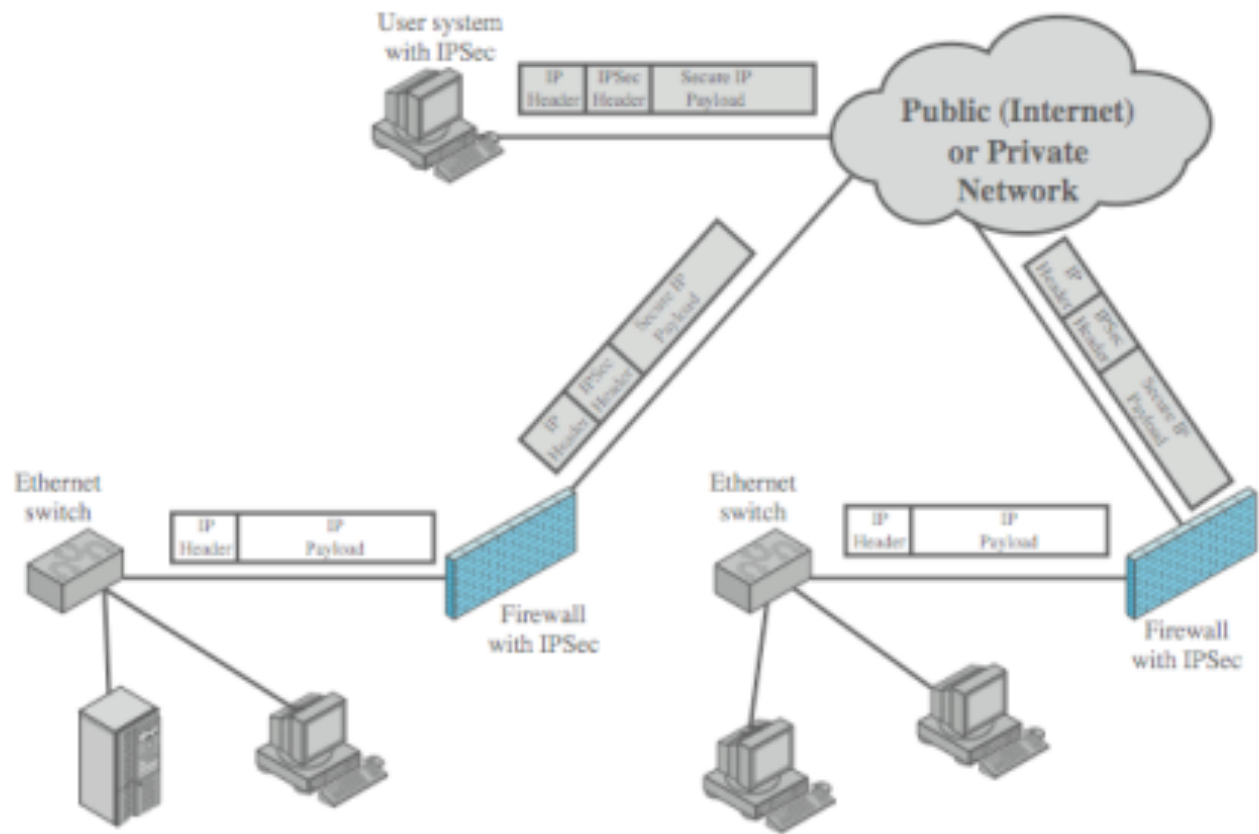 User system
with IPSec
IP
Header
IPSec
Header
Secure IP
Payload
Public (Internet)
or Private
Network
IP
Header
IPSec
Header
Secure IP
Payload
IP
Header
IPSec
Header
Secure IP
Payload
Ethernet
switch
IP
Header
IP
Payload
Firewall
with IPSec
Ethernet
switch
IP
Header
IP
Payload
Firewall
with IPSec